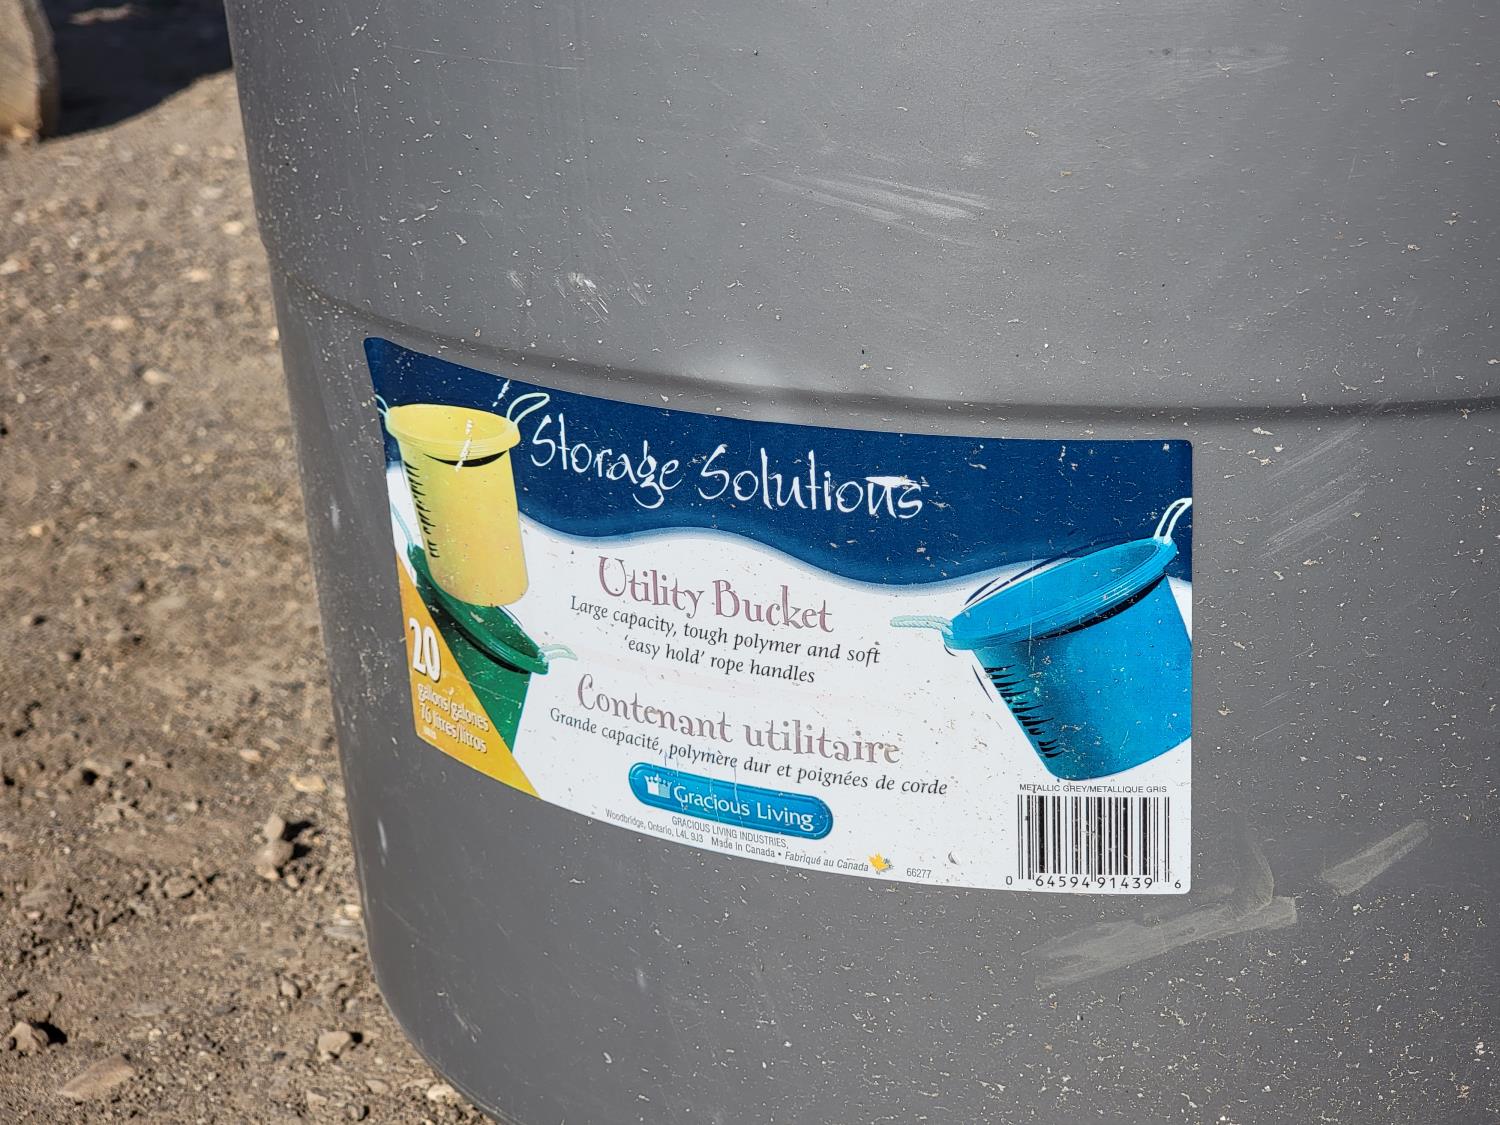 Storage Solutions
Utility Bucket
Large capacity, tough polymer and soft
'easy hold' rope handles
20
gallons/galones
76 litres/litros
Contenant utilitaire
Grande capacité, polymère dur et poignées de corde
Gracious Living
GRACIOUS LIVING INDUSTRIES,
Woodbridge, Ontario, L4L 9J3 Made in Canada • Fabriqué au Canada
66277
METALLIC GREY/METALLIQUE GRIS
0 64594 91439 6